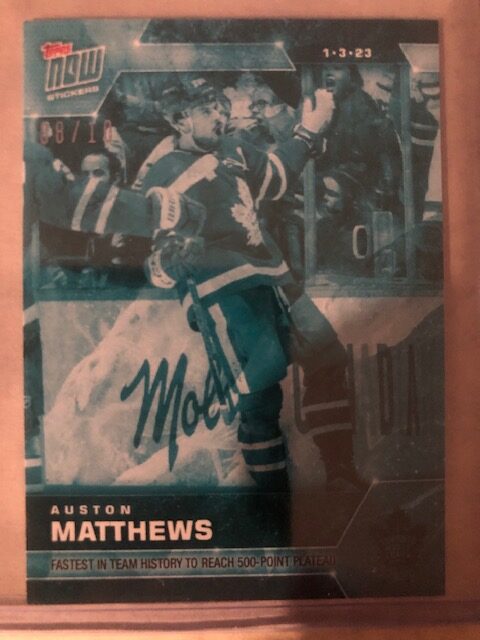 Topps
NOW
STICKERS
1•3•23
08/10
AUSTON
MATTHEWS
FASTEST IN TEAM HISTORY TO REACH 500-POINT PLATEAU